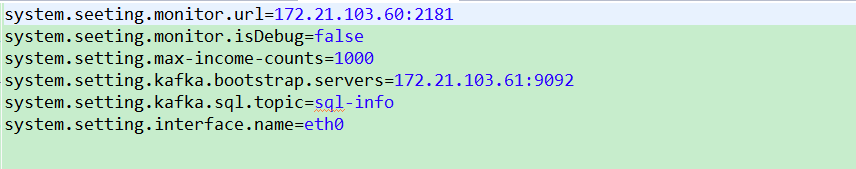 system.seeting.monitor.url=172.21.103.60:2181
system.seeting.monitor.isDebug=false
system.setting.max-income-counts=1000
system.setting.kafka.bootstrap.servers=172.21.103.61:9092
system.setting.kafka.sql.topic=sql-info
system.setting.interface.name=eth0